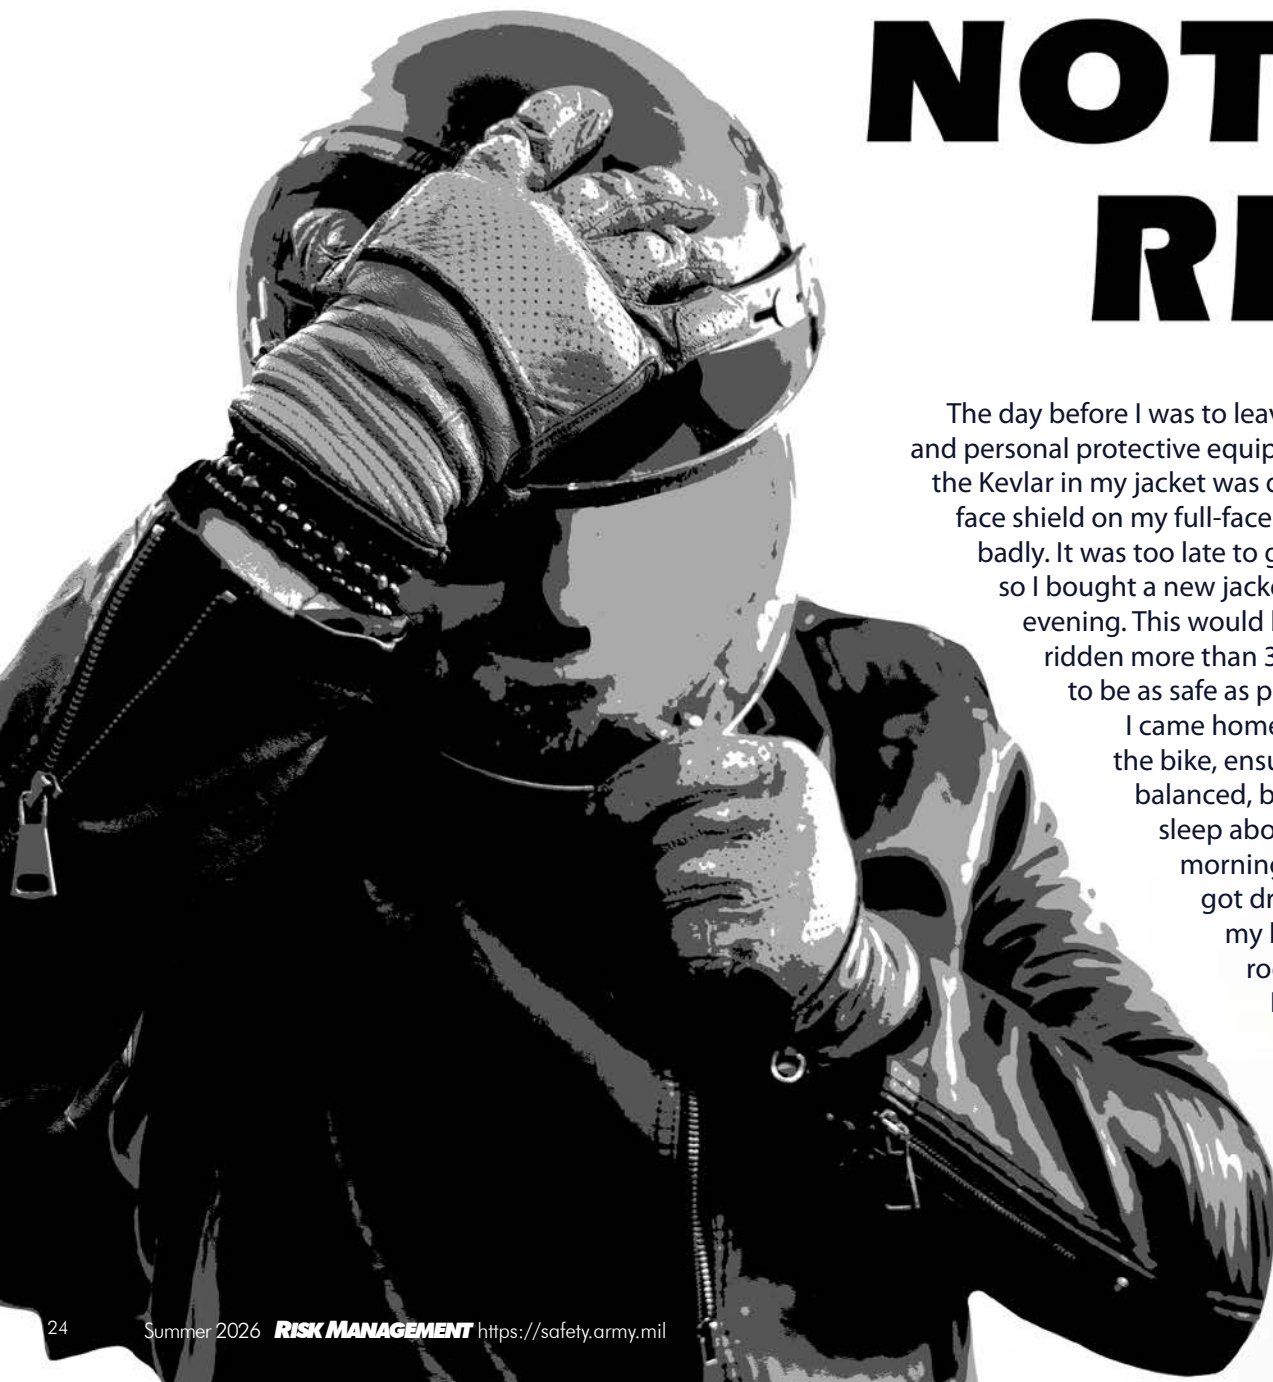 NOT
RI
The day before I was to leav
and personal protective equip
the Kevlar in my jacket was c
face shield on my full-face
badly. It was too late to g
so I bought a new jacke
evening. This would
ridden more than 3
to be as safe as p
I came home
the bike, ensu
balanced, b
sleep abo
morning
got dr
my
ro
24 Summer 2026 RISK MANAGEMENT https://safety.army.mil